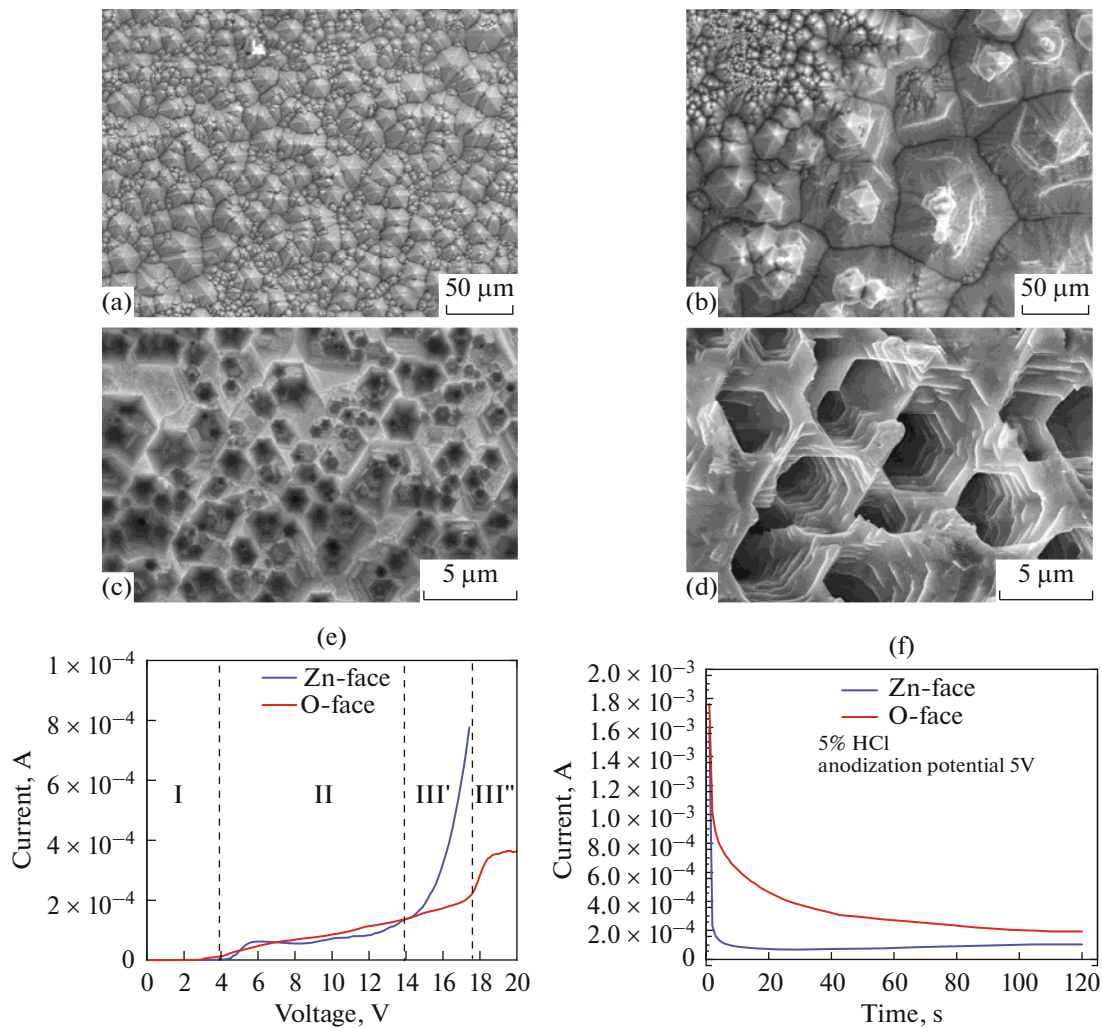 50 μm
(a)
50 μm
(b)
5 μm
(c)
5 μm
(d)
(e)
1 × 10⁻⁴
8 × 10⁻⁴
6 × 10⁻⁴
4 × 10⁻⁴
2 × 10⁻⁴
0
Current, A
Zn-face
O-face
I
II
III'
III"
0 2 4 6 8 10 12 14 16 18 20
Voltage, V
(f)
2.0 × 10⁻³
1.8 × 10⁻³
1.6 × 10⁻³
1.4 × 10⁻³
1.2 × 10⁻³
1.0 × 10⁻³
8.0 × 10⁻⁴
6.0 × 10⁻⁴
4.0 × 10⁻⁴
2.0 × 10⁻⁴
0
Current, A
Zn-face
O-face
5% HCl
anodization potential 5V
0 20 40 60 80 100 120
Time, s